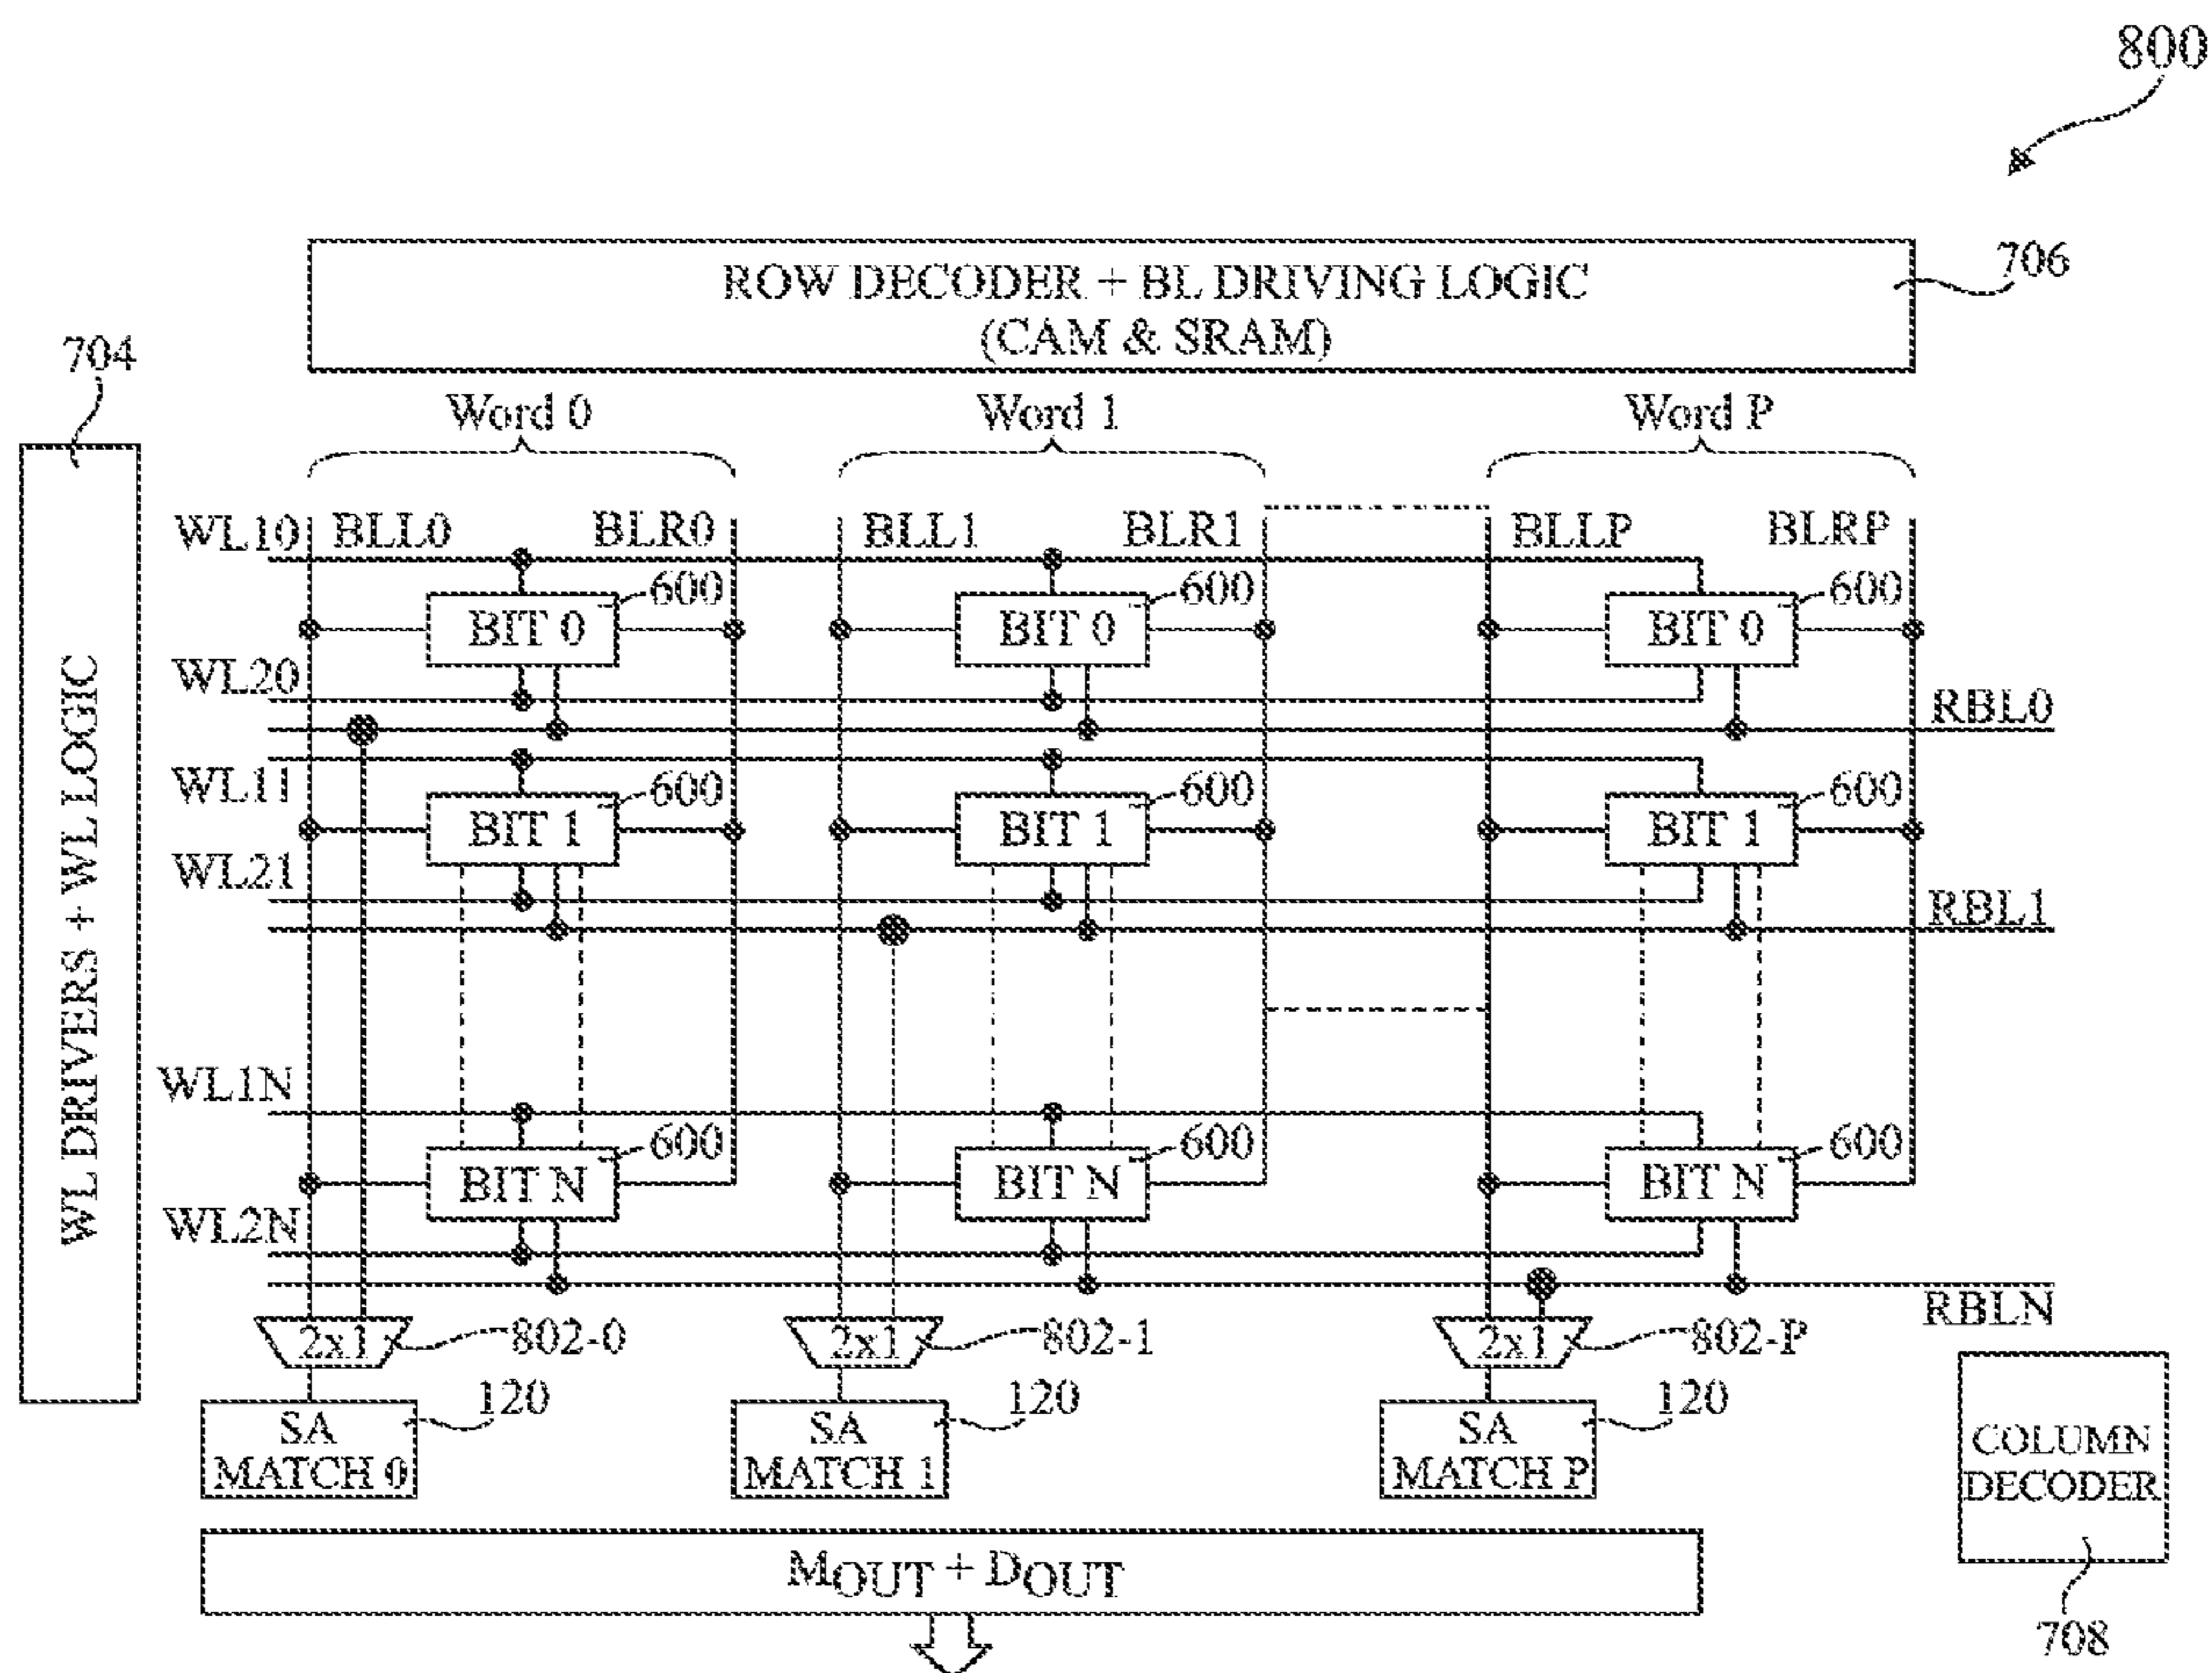 800
ROW DECODER + BL DRIVING LOGIC
(CAM & SRAM)
706
704
WL DRIVERS + WL LOGIC
Word 0 Word 1 Word P
WL10 BLL0 BLR0 BLL1 BLR1 BLLP BLRP
600 600 600
BIT 0 BIT 0 BIT 0
WL20
RBL0
WL11
600 600 600
BIT 1 BIT 1 BIT 1
WL21
RBL1
WL1N
600 600 600
BIT N BIT N BIT N
WL2N
RBLN
2x1 802-0 2x1 802-1 2x1 802-P
120 120 120
SA SA SA
MATCH 0 MATCH 1 MATCH P
COLUMN
DECODER
MOUT + DOUT
708